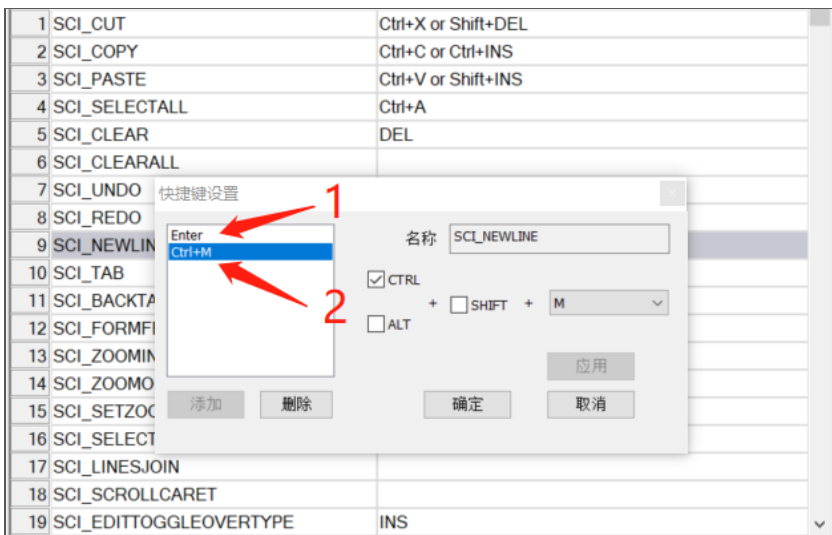 1 SCI_CUT Ctrl+X or Shift+DEL
2 SCI_COPY Ctrl+C or Ctrl+INS
3 SCI_PASTE Ctrl+V or Shift+INS
4 SCI_SELECTALL Ctrl+A
5 SCI_CLEAR DEL
6 SCI_CLEARALL
7 SCI_UNDO
快捷键设置
1
8 SCI_REDO
Enter
名称 SCI_NEWLINE
9 SCI_NEWLIN
Ctrl+M
10 SCI_TAB
CTRL
11 SCI_BACKTA
2
+ SHIFT + M
12 SCI_FORMF
ALT
13 SCI_ZOOMIN
应用
14 SCI_ZOOMO
添加 删除 确定 取消
15 SCI_SETZOO
16 SCI_SELECT
17 SCI_LINESJOIN
18 SCI_SCROLLCARET
19 SCI_EDITTOGGLEOVERTYPE INS